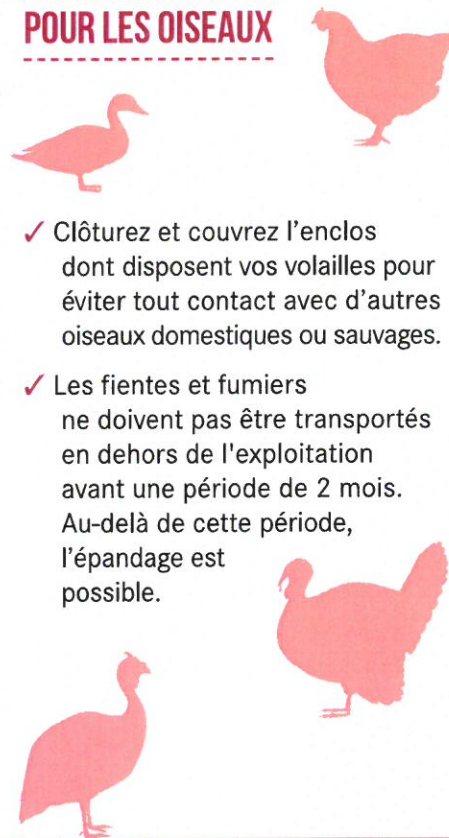 POUR LES OISEAUX
✓ Clôturez et couvrez l'enclos
dont disposent vos volailles pour
éviter tout contact avec d'autres
oiseaux domestiques ou sauvages.
✓ Les fientes et fumiers
ne doivent pas être transportés
en dehors de l'exploitation
avant une période de 2 mois.
Au-delà de cette période,
l'épandage est
possible.